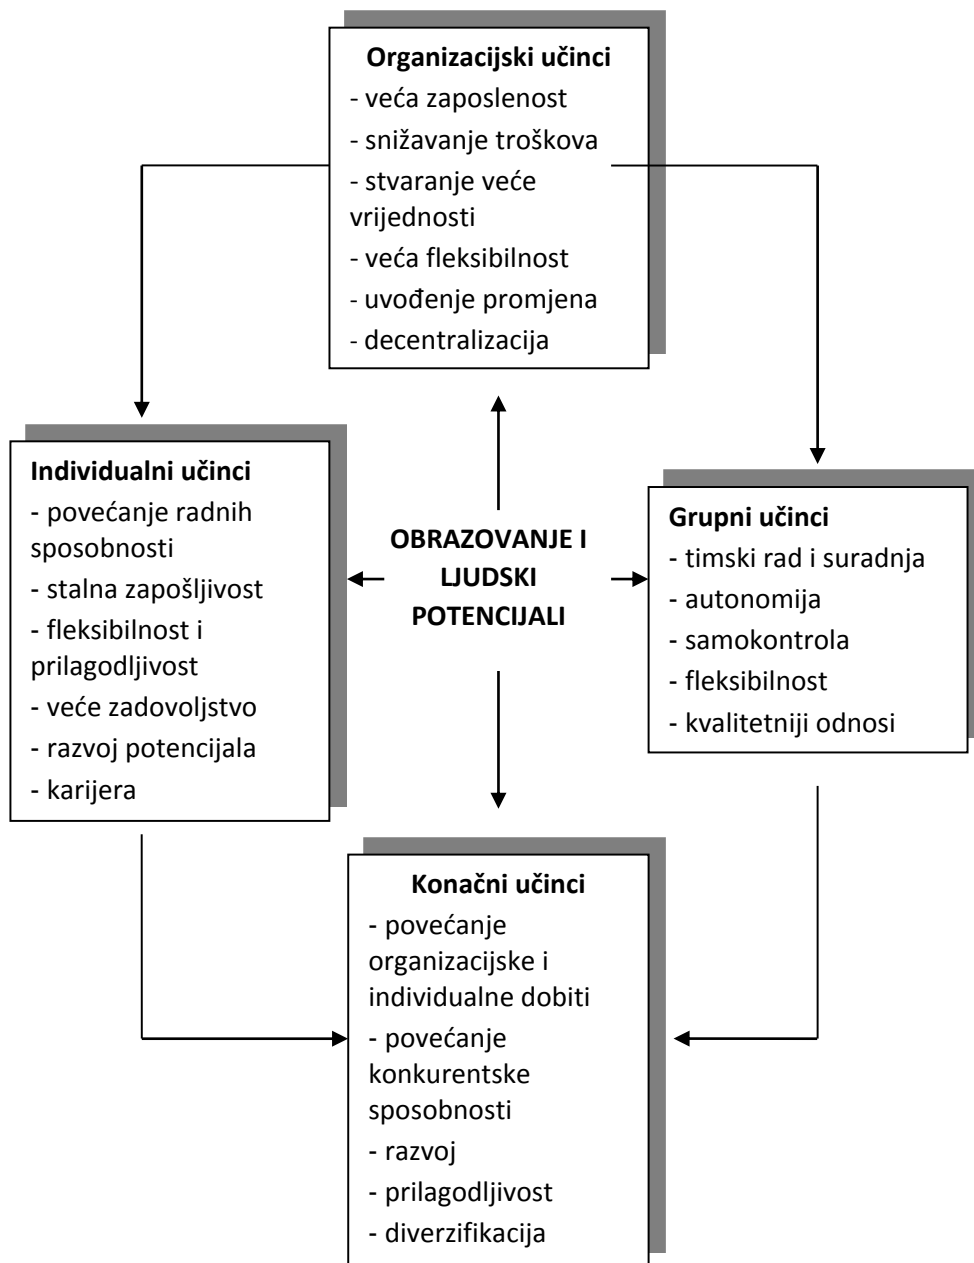 Organizacijski učinci
- veća zaposlenost
- snižavanje troškova
- stvaranje veće
vrijednosti
- veća fleksibilnost
- uvođenje promjena
- decentralizacija
Individualni učinci
- povećanje radnih
sposobnosti
- stalna zapošljivost
- fleksibilnost i
prilagodljivost
- veće zadovoljstvo
- razvoj potencijala
- karijera
OBRAZOVANJE I
LJUDSKI
POTENCIJALI
Grupni učinci
- timski rad i suradnja
- autonomija
- samokontrola
- fleksibilnost
- kvalitetniji odnosi
Konačni učinci
- povećanje
organizacijske i
individualne dobiti
- povećanje
konkurentske
sposobnosti
- razvoj
- prilagodljivost
- diverzifikacija